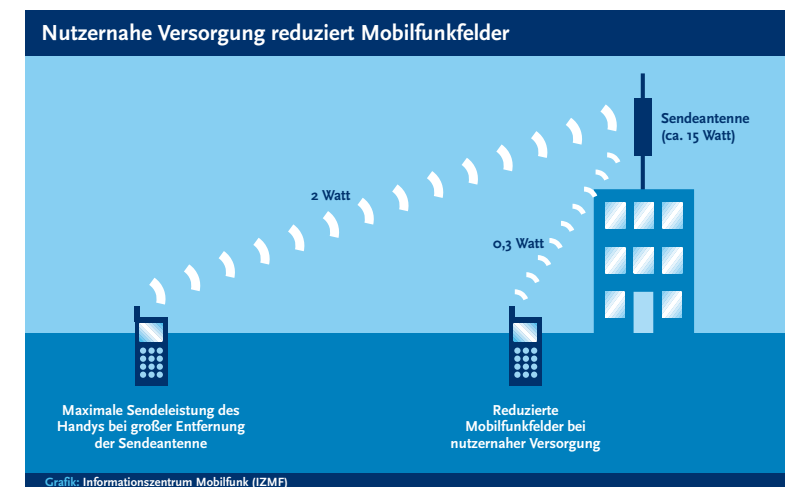 Nutzernahe Versorgung reduziert Mobilfunkfelder
Sendeantenne
(ca. 15 Watt)
2 Watt
0,3 Watt
Maximale Sendeleistung des
Handys bei großer Entfernung
der Sendeantenne
Reduzierte
Mobilfunkfelder bei
nutzernaher Versorgung
Grafik: Informationszentrum Mobilfunk (IZMF)